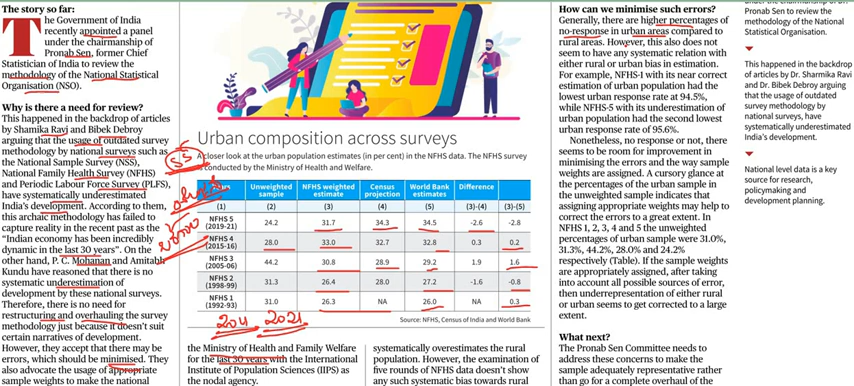 The story so far:
The Government of India
recently appointed a panel
under the chairmanship of
Pronab Sen, former Chief
Statistician of India to review the
methodology of the National Statistical
Organisation (NSO).
Why is there a need for review?
This happened in the backdrop of articles
by Shamika Ravi and Bibek Debroy
arguing that the usage of outdated survey
methodology by national surveys such as
the National Sample Survey (NSS),
National Family Health Survey (NFHS)
and Periodic Labour Force Survey (PLFS),
have systematically underestimated
India's development. According to them,
this archaic methodology has failed to
capture reality in the recent past as the
"Indian economy has been incredibly
dynamic in the last 30 years". On the
other hand, P. C. Mohanan and Amitabh
Kundu have reasoned that there is no
systematic underestimation of
development by these national surveys.
Therefore, there is no need for
restructuring and overhauling the survey
methodology just because it doesn't suit
certain narratives of development.
However, they accept that there may be
errors, which should be minimised. They
also advocate the usage of appropriate
sample weights to make the national
Urban composition across surveys
A closer look at the urban population estimates (in per cent) in the NFHS data. The NFHS survey
is conducted by the Ministry of Health and Welfare.
SS
Unweighted sample NFHS weighted estimate Census projection World Bank estimates Difference
(1) (2) (3) (4) (5) (3)-(4) (3)-(5)
NFHS 5 (2019-21) 24.2 31.7 34.3 34.5 -2.6 -2.8
NFHS 4 (2015-16) 28.0 33.0 32.7 32.8 0.3 0.2
NFHS 3 (2005-06) 44.2 30.8 28.9 29.2 1.9 1.6
NFHS 2 (1998-99) 31.3 26.4 28.0 27.2 -1.6 -0.8
NFHS 1 (1992-93) 31.0 26.3 NA 26.0 NA 0.3
Source: NFHS, Census of India and World Bank
2011 2021
the Ministry of Health and Family Welfare
for the last 30 years with the International
Institute of Population Sciences (IIPS) as
the nodal agency.
systematically overestimates the rural
population. However, the examination of
five rounds of NFHS data doesn't show
any such systematic bias towards rural
How can we minimise such errors?
Generally, there are higher percentages of
no-response in urban areas compared to
rural areas. However, this also does not
seem to have any systematic relation with
either rural or urban bias in estimation.
For example, NFHS-1 with its near correct
estimation of urban population had the
lowest urban response rate at 94.5%,
while NFHS-5 with its underestimation of
urban population had the second lowest
urban response rate of 95.6%.
Nonetheless, no response or not, there
seems to be room for improvement in
minimising the errors and the way sample
weights are assigned. A cursory glance at
the percentages of the urban sample in
the unweighted sample indicates that
assigning appropriate weights may help to
correct the errors to a great extent. In
NFHS 1, 2, 3, 4 and 5 the unweighted
percentages of urban sample were 31.0%,
31.3%, 44.2%, 28.0% and 24.2%
respectively (Table). If the sample weights
are appropriately assigned, after taking
into account all possible sources of error,
then underrepresentation of either rural
or urban seems to get corrected to a large
extent.
What next?
The Pronab Sen Committee needs to
address these concerns to make the
sample adequately representative rather
than go for a complete overhaul of the
under the chairmanship of Dr.
Pronab Sen to review the
methodology of the National
Statistical Organisation.
This happened in the backdrop
of articles by Dr. Sharmika Ravi
and Dr. Bibek Debroy arguing
that the usage of outdated
survey methodology by
national surveys, have
systematically underestimated
India's development.
National level data is a key
source for research,
policymaking and
development planning.